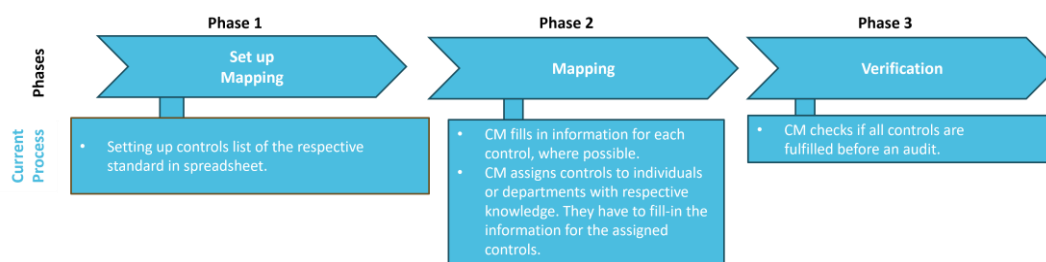 Phase 1
Phase 2
Phase 3
Phases
Set up
Mapping
Mapping
Verification
Current
Process
• Setting up controls list of the respective
standard in spreadsheet.
• CM fills in information for each
control, where possible.
• CM assigns controls to individuals
or departments with respective
knowledge. They have to fill-in the
information for the assigned
controls.
• CM checks if all controls are
fulfilled before an audit.